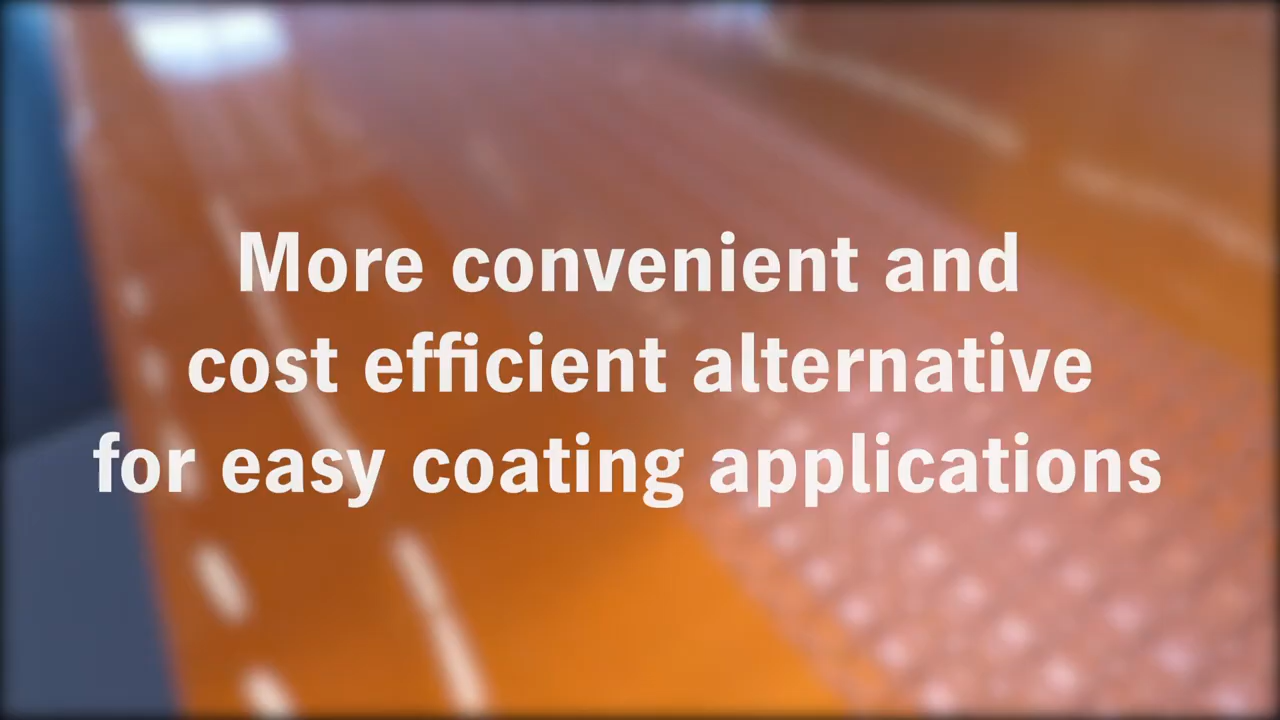 More convenient and
cost efficient alternative
for easy coating applications